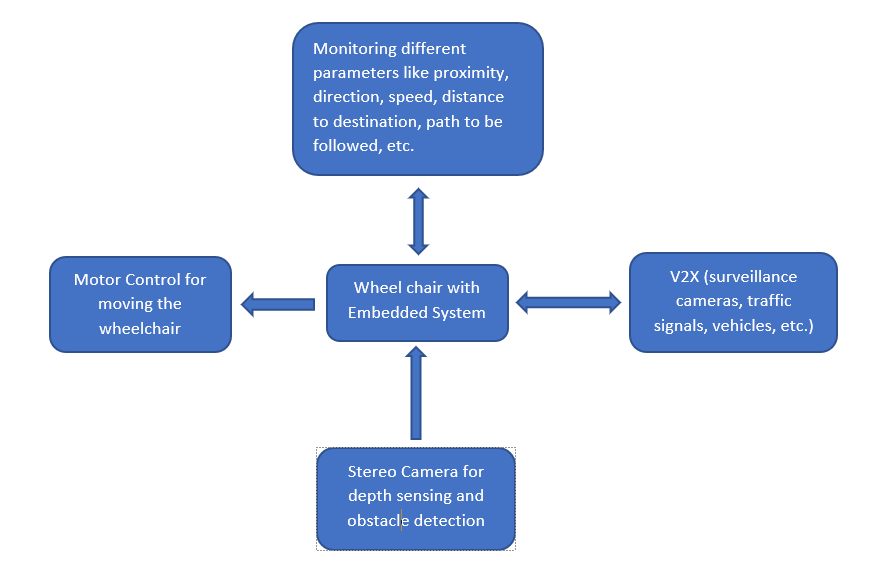 Monitoring different
parameters like proximity,
direction, speed, distance
to destination, path to be
followed, etc.
Motor Control for
moving the
wheelchair
Wheel chair with
Embedded System
V2X (surveillance
cameras, traffic
signals, vehicles, etc.)
Stereo Camera for
depth sensing and
obstacle detection